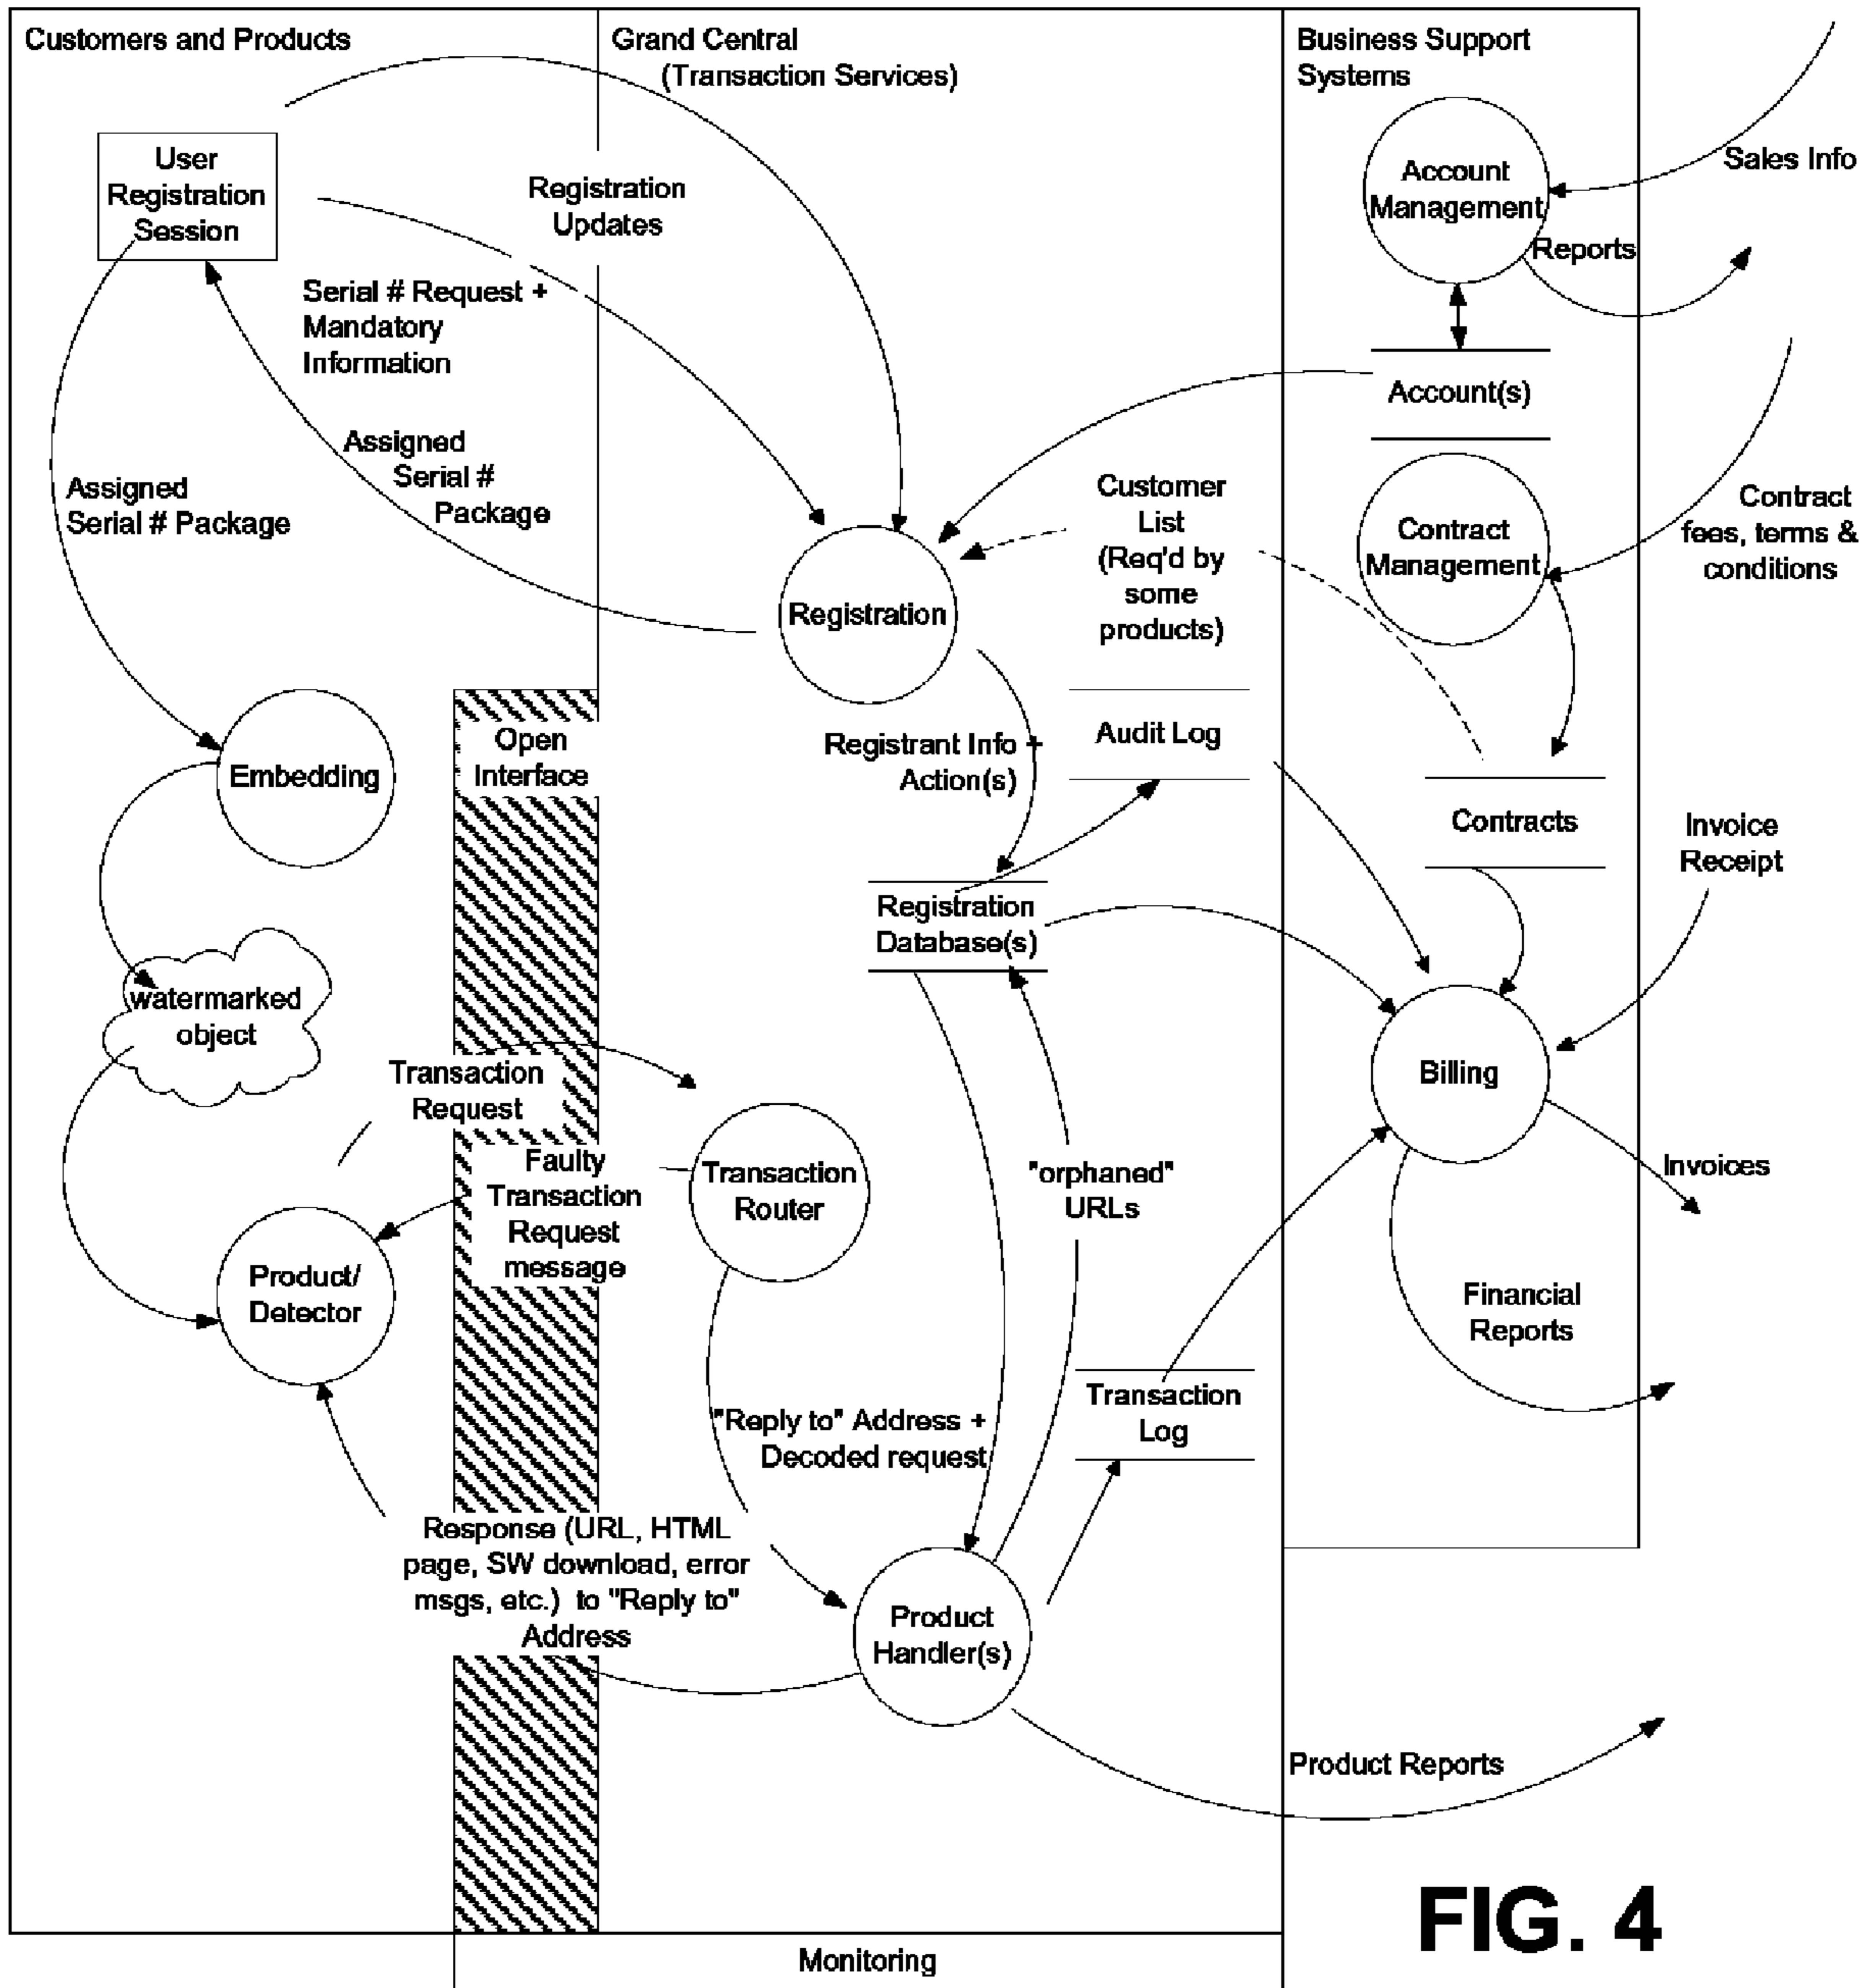 Customers and Products
Grand Central
(Transaction Services)
Business Support
Systems
User
Registration
Session
Registration
Updates
Account
Management
Sales Info
Reports
Serial # Request +
Mandatory
Information
Account(s)
Assigned
Serial #
Package
Assigned
Serial # Package
Customer
List
(Req'd by
some
products)
Contract
Management
Contract
fees, terms &
conditions
Registration
Open
Interface
Registrant Info +
Action(s)
Audit Log
Embedding
Contracts
Invoice
Receipt
Registration
Database(s)
watermarked
object
Transaction
Request
Billing
Faulty
Transaction
Request
message
Transaction
Router
"orphaned"
URLs
Invoices
Product/
Detector
Financial
Reports
"Reply to" Address +
Decoded request
Transaction
Log
Response (URL, HTML
page, SW download, error
msgs, etc.) to "Reply to"
Address
Product
Handler(s)
Product Reports
FIG. 4
Monitoring